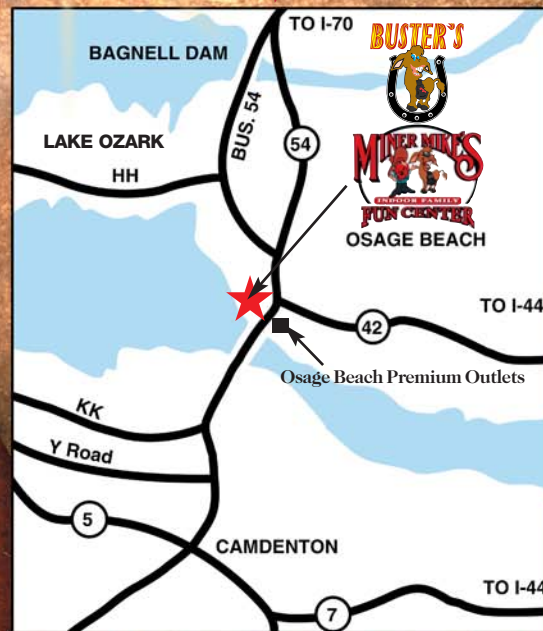 TO I-70
BUSTER'S
BAGNELL DAM
BUS. 54
LAKE OZARK
54
HH
MINER MIKE'S
INDOOR FAMILY
FUN CENTER
OSAGE BEACH
TO I-44
42
Osage Beach Premium Outlets
KK
Y Road
5
CAMDENTON
TO I-44
7